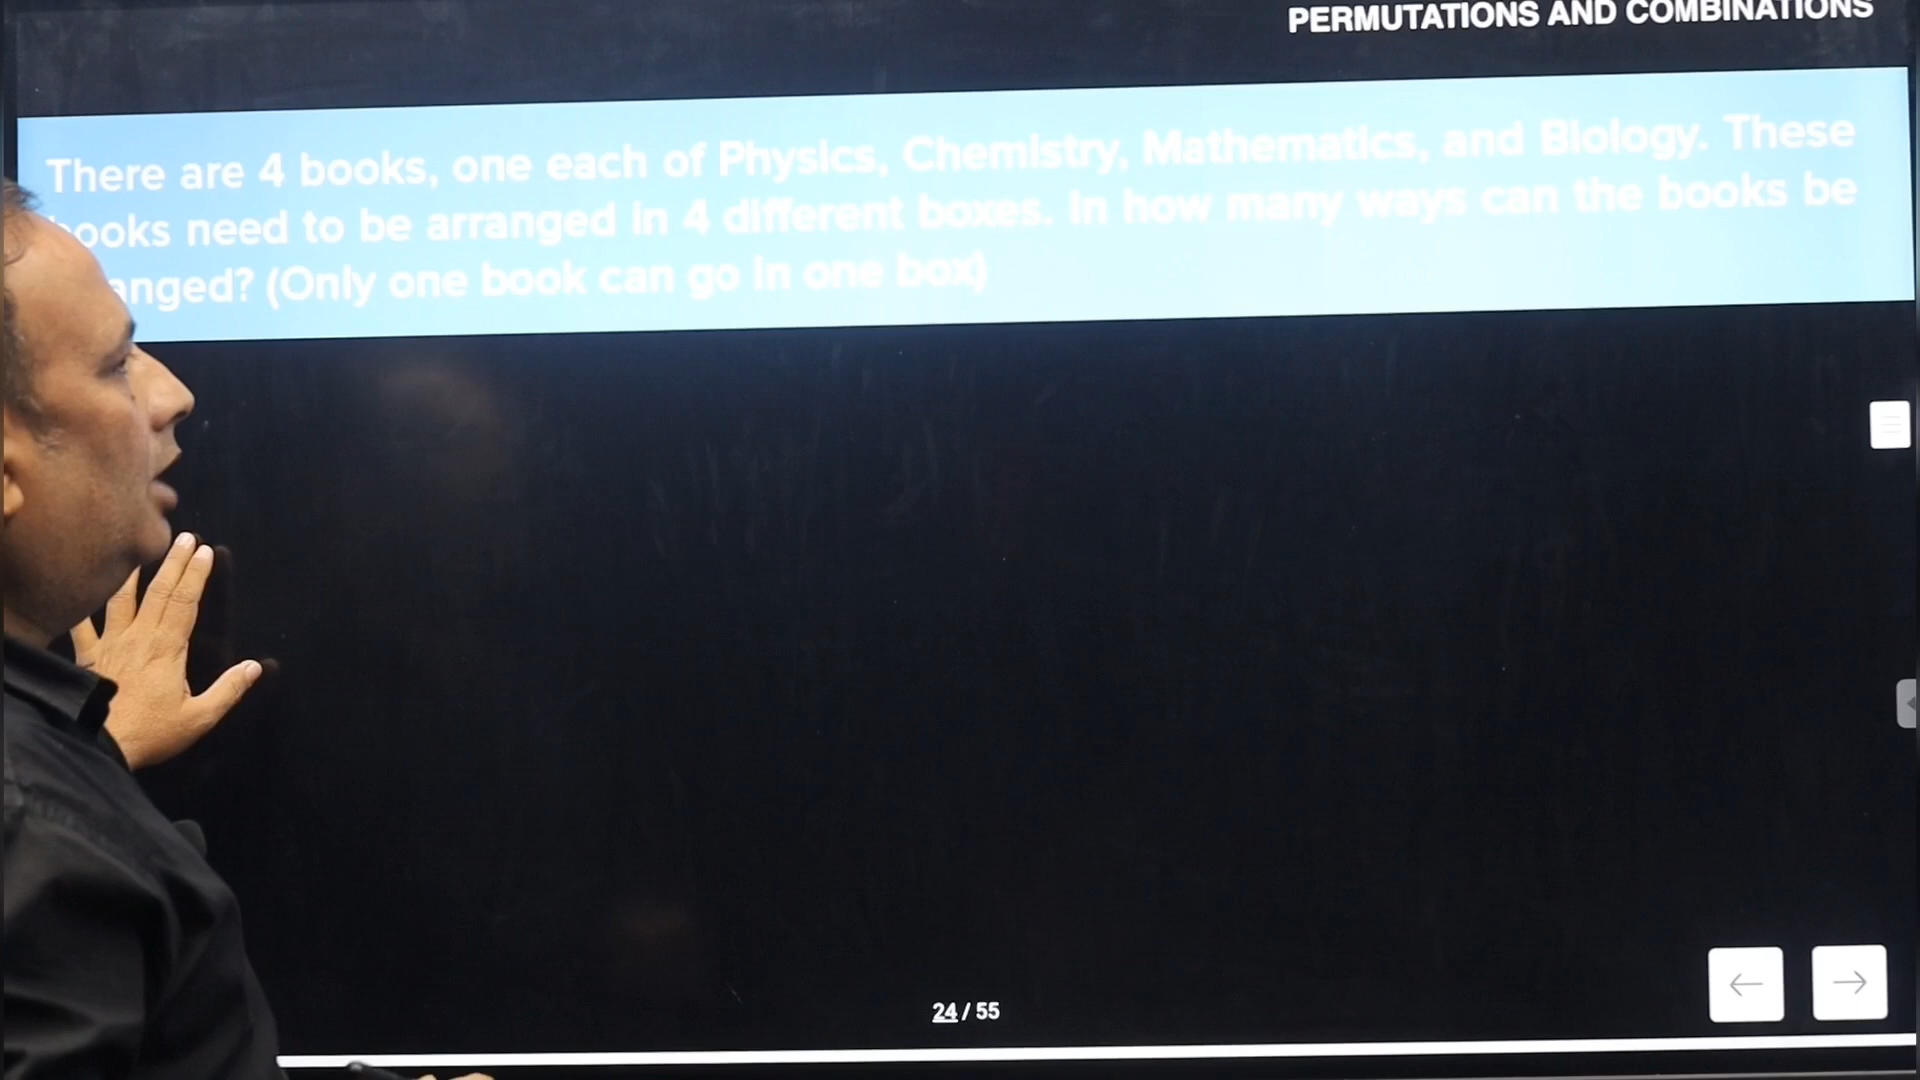 PERMUTATIONS AND COMBINATIONS
There are 4 books, one each of Physics, Chemistry, Mathematics, and Biology. These
books need to be arranged in 4 different boxes. In how many ways can the books be
anged? (Only one book can go in one box)
24 / 55